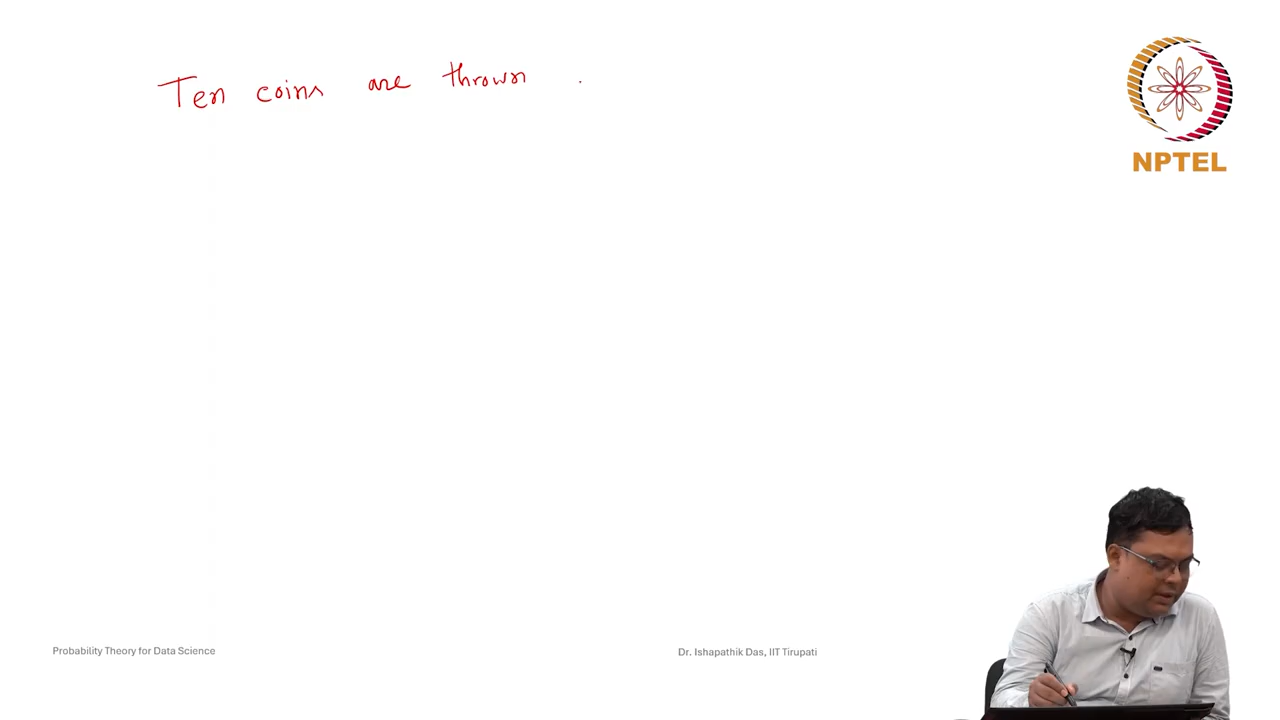 Ten coins are thrown
NPTEL
Probability Theory for Data Science
Dr. Ishapathik Das, IIT Tirupati